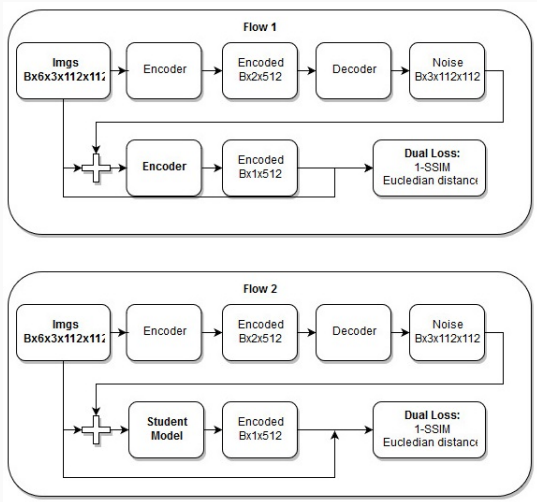 Flow 1
Imgs
Bx6x3x112x112
Encoder
Encoded
Bx2x512
Decoder
Noise
Bx3x112x112
Encoder
Encoded
Bx1x512
Dual Loss:
1-SSIM
Eucledian distance
Flow 2
Imgs
Bx6x3x112x112
Encoder
Encoded
Bx2x512
Decoder
Noise
Bx3x112x112
Student
Model
Encoded
Bx1x512
Dual Loss:
1-SSIM
Eucledian distance